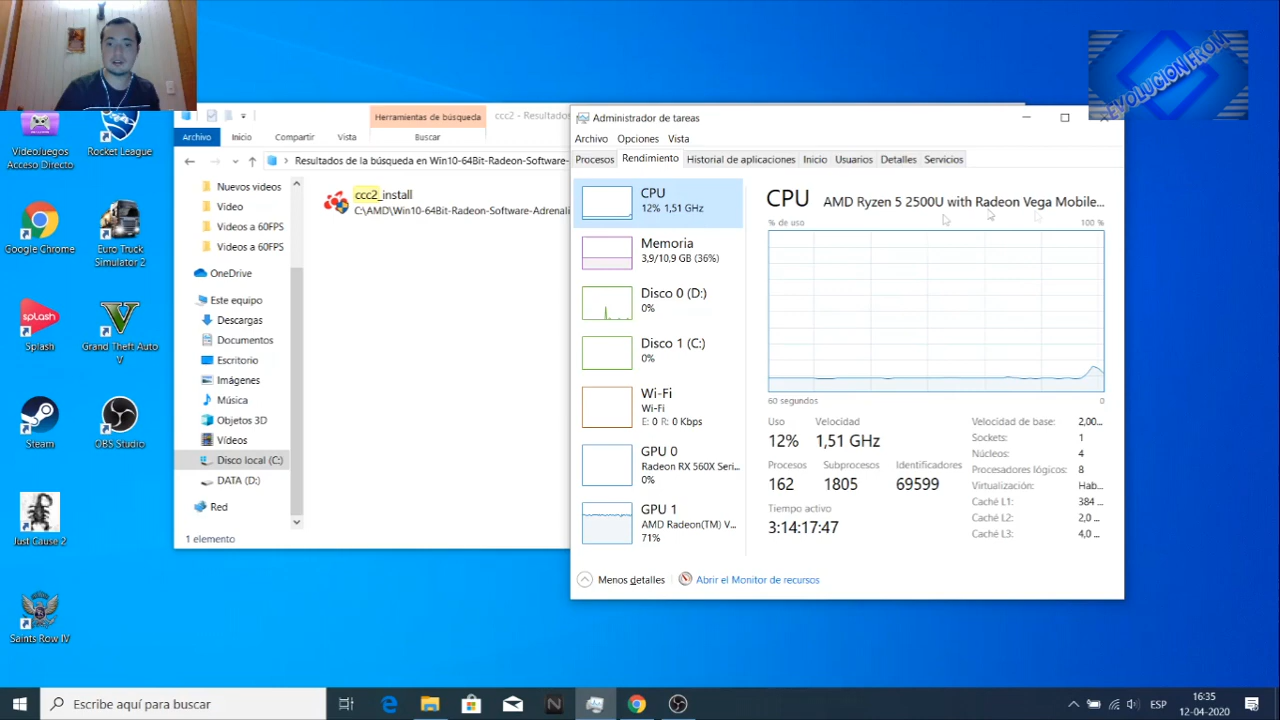 EVOLUCION FROM
Videojuegos
Acceso Directo
Rocket League
Google Chrome
Euro Truck
Simulator 2
Splash
Grand Theft Auto
V
Steam
OBS Studio
Just Cause 2
Saints Row IV
Herramientas de búsqueda
ccc2 - Resultado
Archivo
Inicio
Compartir
Vista
Buscar
Resultados de la búsqueda en Win10-64Bit-Radeon-Software-
Nuevos videos
Video
Videos a 60FPS
Videos a 60FPS
OneDrive
Este equipo
Descargas
Documentos
Escritorio
Imágenes
Música
Objetos 3D
Vídeos
Disco local (C:)
DATA (D:)
Red
1 elemento
ccc2_install
C:\AMD\Win10-64Bit-Radeon-Software-Adrenali
Administrador de tareas
Archivo Opciones Vista
Procesos Rendimiento Historial de aplicaciones Inicio Usuarios Detalles Servicios
CPU
12% 1,51 GHz
Memoria
3,9/10,9 GB (36%)
Disco 0 (D:)
0%
Disco 1 (C:)
0%
Wi-Fi
Wi-Fi
E: 0 R: 0 Kbps
GPU 0
Radeon RX 560X Seri...
0%
GPU 1
AMD Radeon(TM) V...
71%
CPU AMD Ryzen 5 2500U with Radeon Vega Mobile...
% de uso 100 %
60 segundos 0
Uso Velocidad
12% 1,51 GHz
Procesos Subprocesos Identificadores
162 1805 69599
Tiempo activo
3:14:17:47
Velocidad de base: 2,00...
Sockets: 1
Núcleos: 4
Procesadores lógicos: 8
Virtualización: Hab...
Caché L1: 384 ...
Caché L2: 2,0 ...
Caché L3: 4,0 ...
Menos detalles Abrir el Monitor de recursos
Escribe aquí para buscar
ESP
16:35
12-04-2020